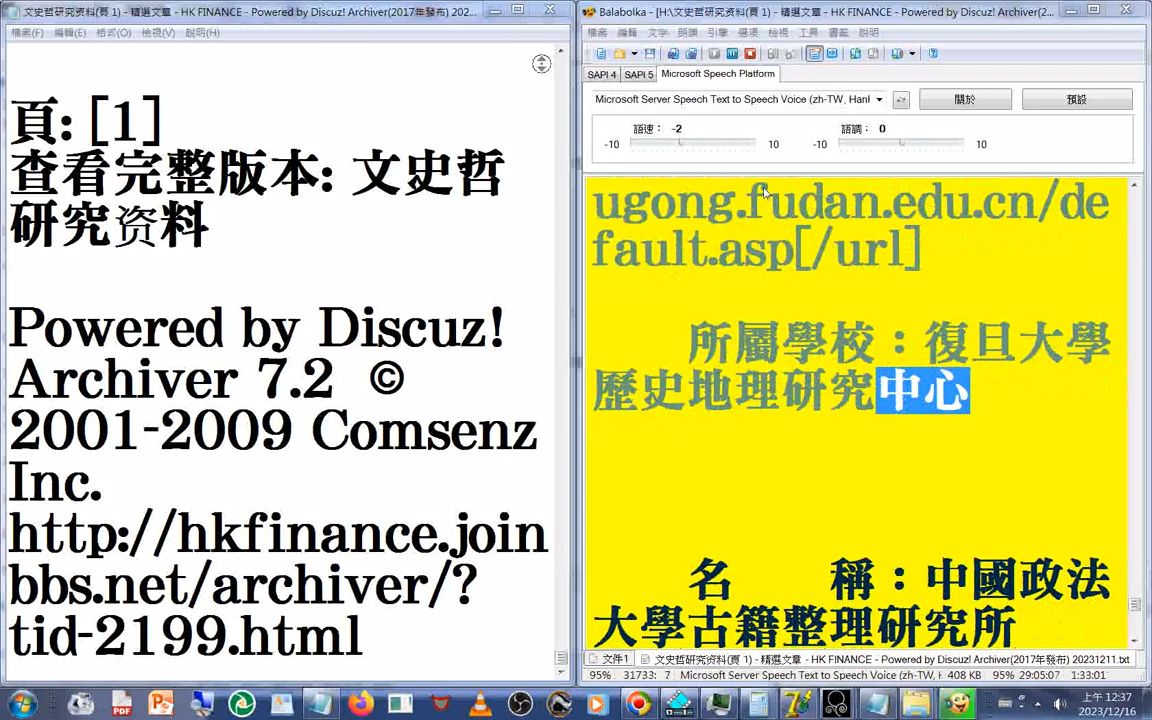 文史哲研究资料(頁 1) - 精選文章 - HK FINANCE - Powered by Discuz! Archiver(2017年發布) 202...
檔案(F) 編輯(E) 格式(O) 檢視(V) 說明(H)
頁: [1]
查看完整版本: 文史哲
研究资料
Powered by Discuz!
Archiver 7.2 ©
2001-2009 Comsenz
Inc.
http://hkfinance.join
bbs.net/archiver/?
tid-2199.html
Balabolka - [H:\文史哲研究资料(頁 1) - 精選文章 - HK FINANCE - Powered by Discuz! Archiver(2...
檔案 編輯 文字 朗讀 引擎 選項 檢視 工具 書籤 說明
SAPI 4 SAPI 5 Microsoft Speech Platform
Microsoft Server Speech Text to Speech Voice (zh-TW, Hanl
關於 預設
語速： -2 語調： 0
-10 10 -10 10
ugong.fudan.edu.cn/de
fault.asp[/url]
所屬學校：復旦大學
歷史地理研究中心
名 稱：中國政法
大學古籍整理研究所
文件1 文史哲研究资料(頁 1) - 精選文章 - HK FINANCE - Powered by Discuz! Archiver(2017年發布) 20231211.txt
95% 31733: 7 Microsoft Server Speech Text to Speech Voice (zh-TW, H 408 KB 95% 29:05:07 1:33:01
上午 12:37
2023/12/16